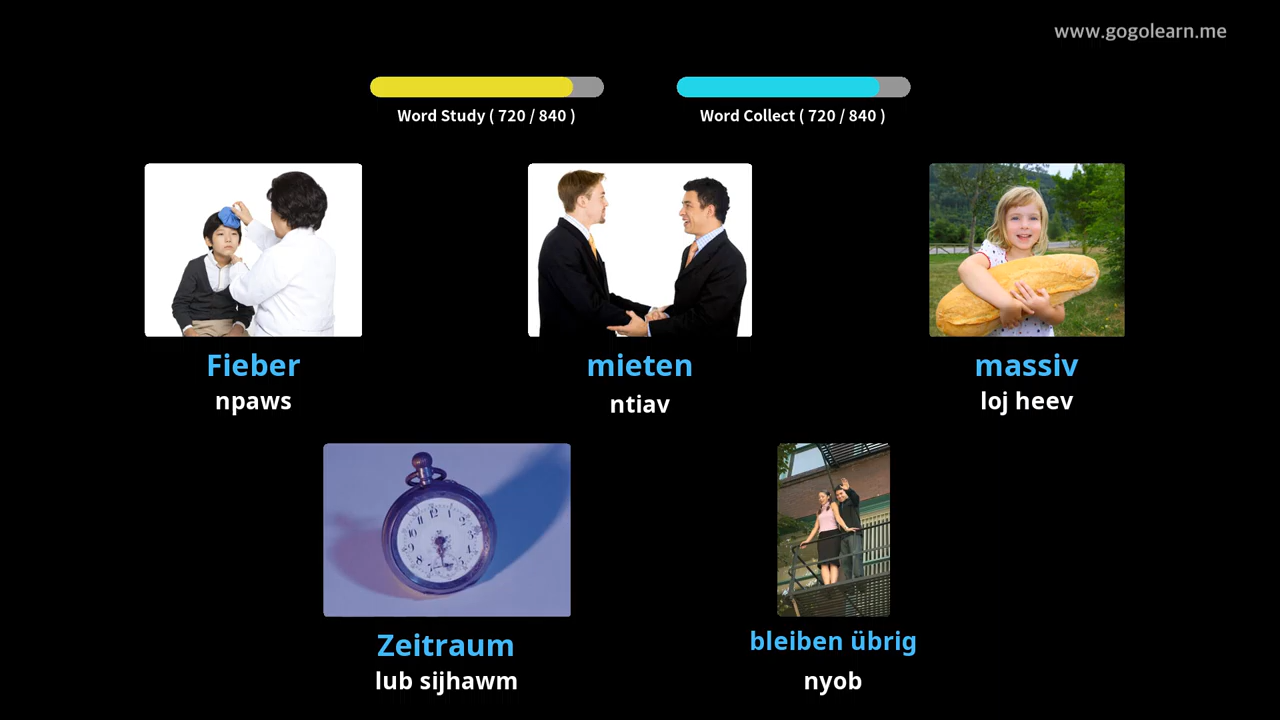 www.gogolearn.me
Word Study ( 720 / 840 )
Word Collect ( 720 / 840 )
Fieber
npaws
mieten
ntiav
massiv
loj heev
Zeitraum
lub sijhawm
bleiben übrig
nyob